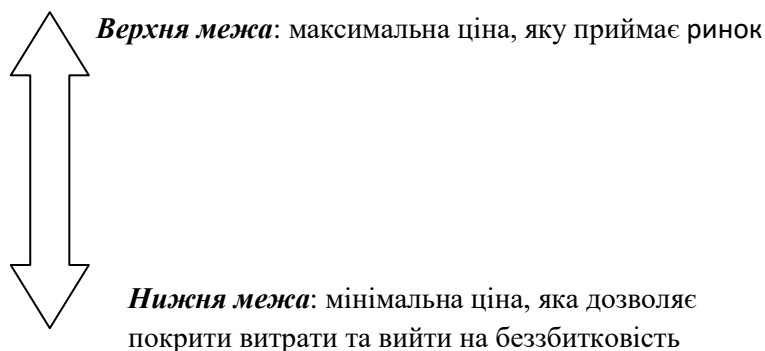 Верхня межа: максимальна ціна, яку приймає ринок
Нижня межа: мінімальна ціна, яка дозволяє
покрити витрати та вийти на беззбитковість